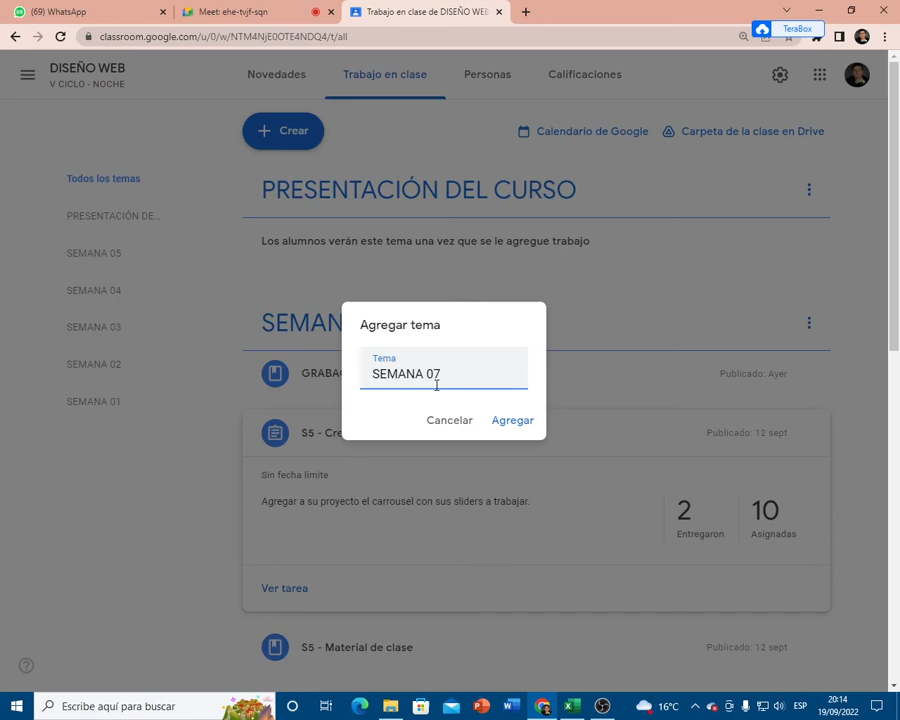 (69) WhatsApp
Meet: ehe-tvjf-sqn
Trabajo en clase de DISEÑO WEB
classroom.google.com/u/0/w/NTM4NjE0OTE4NDQ4/t/all
TeraBox
DISEÑO WEB
V CICLO - NOCHE
Novedades
Trabajo en clase
Personas
Calificaciones
Crear
Calendario de Google
Carpeta de la clase en Drive
Todos los temas
PRESENTACIÓN DE...
SEMANA 05
SEMANA 04
SEMANA 03
SEMANA 02
SEMANA 01
PRESENTACIÓN DEL CURSO
Los alumnos verán este tema una vez que se le agregue trabajo
SEMAN
GRABAC
Publicado: Ayer
S5 - Cre
Publicado: 12 sept
Sin fecha límite
Agregar a su proyecto el carrousel con sus sliders a trabajar.
2
Entregaron
10
Asignadas
Ver tarea
S5 - Material de clase
Publicado: 12 sept
Agregar tema
Tema
SEMANA 07
Cancelar
Agregar
Escribe aquí para buscar
16°C
ESP
20:14
19/09/2022